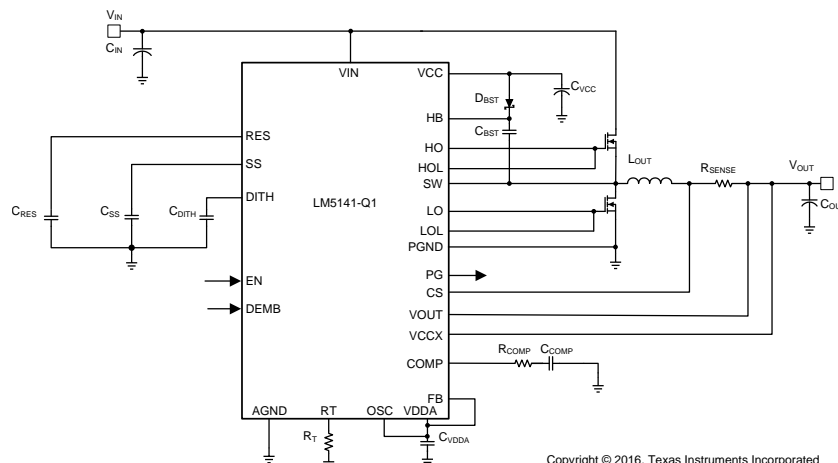 VIN
CIN
VIN
VCC
CVCC
DBST
HB
CBST
RES
HO
SS
HOL
LOUT
RSENSE
VOUT
SW
DITH
LM5141-Q1
CRES
CSS
CDITH
LO
LOL
PGND
PG
EN
CS
DEMB
VOUT
VCCX
COMP
RCOMP
CCOMP
FB
AGND
RT
OSC
VDDA
RT
CVDDA
Copyright © 2016, Texas Instruments Incorporated